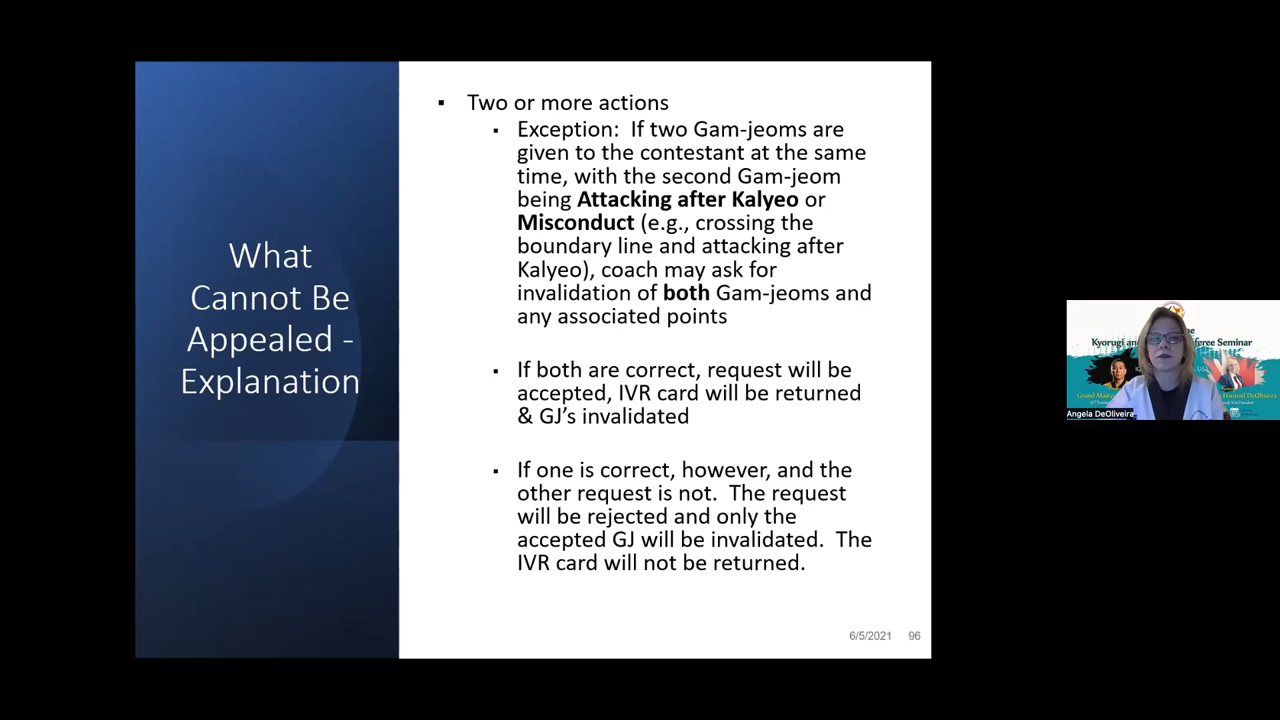 What
Cannot Be
Appealed -
Explanation
▪ Two or more actions
▪ Exception: If two Gam-jeoms are
given to the contestant at the same
time, with the second Gam-jeom
being Attacking after Kalyeo or
Misconduct (e.g., crossing the
boundary line and attacking after
Kalyeo), coach may ask for
invalidation of both Gam-jeoms and
any associated points
▪ If both are correct, request will be
accepted, IVR card will be returned
& GJ's invalidated
▪ If one is correct, however, and the
other request is not. The request
will be rejected and only the
accepted GJ will be invalidated. The
IVR card will not be returned.
6/5/2021 96
Kyorugi and
Seminar
Angela DeOliveira